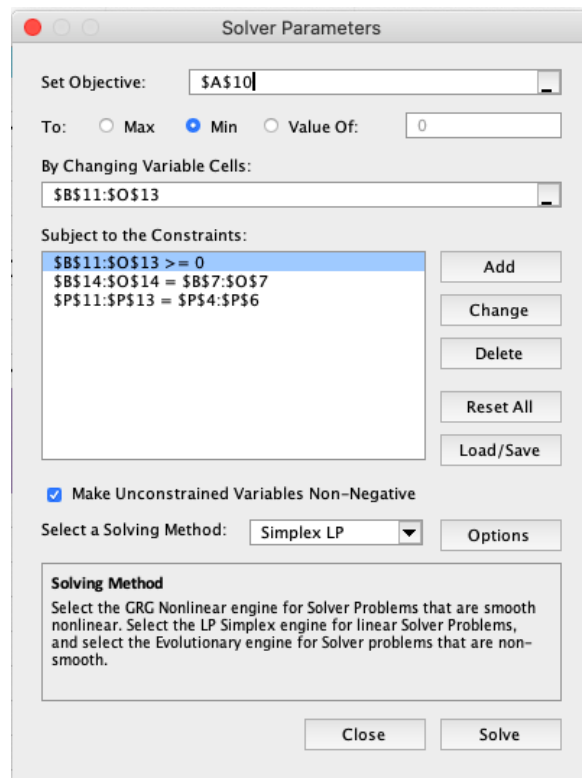 Solver Parameters
Set Objective: $A$10
To: Max Min Value Of: 0
By Changing Variable Cells:
$B$11:$O$13
Subject to the Constraints:
$B$11:$O$13 >= 0
$B$14:$O$14 = $B$7:$O$7
$P$11:$P$13 = $P$4:$P$6
Add
Change
Delete
Reset All
Load/Save
Make Unconstrained Variables Non-Negative
Select a Solving Method: Simplex LP Options
Solving Method
Select the GRG Nonlinear engine for Solver Problems that are smooth
nonlinear. Select the LP Simplex engine for linear Solver Problems,
and select the Evolutionary engine for Solver problems that are non-
smooth.
Close Solve